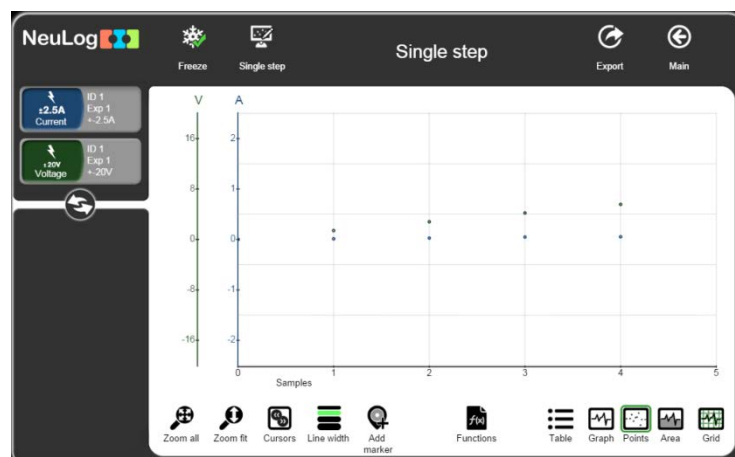 NeuLog
Freeze
Single step
Single step
Export
Main
±2.5A
Current
ID 1
Exp 1
+-2.5A
±20V
Voltage
ID 1
Exp 1
+-20V
V A
16 2
8 1
0 0
-8 -1
-16 -2
0 1 2 3 4 5
Samples
Zoom all
Zoom fit
Cursors
Line width
Add
marker
f(x)
Functions
Table
Graph
Points
Area
Grid